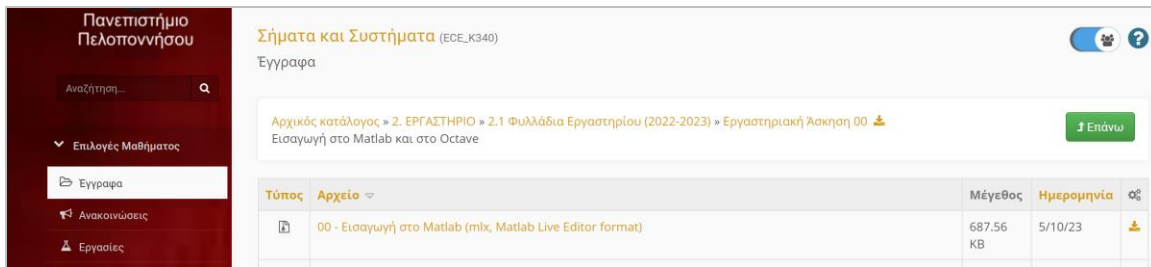 Πανεπιστήμιο
Πελοποννήσου
Αναζήτηση...
Επιλογές Μαθήματος
Έγγραφα
Ανακοινώσεις
Εργασίες
Σήματα και Συστήματα (ECE_K340)
Έγγραφα
Αρχικός κατάλογος » 2. ΕΡΓΑΣΤΗΡΙΟ » 2.1 Φυλλάδια Εργαστηρίου (2022-2023) » Εργαστηριακή Άσκηση 00
Εισαγωγή στο Matlab και στο Octave
Επάνω
Τύπος Αρχείο Μέγεθος Ημερομηνία
00 - Εισαγωγή στο Matlab (mlx, Matlab Live Editor format) 687.56 5/10/23
KB